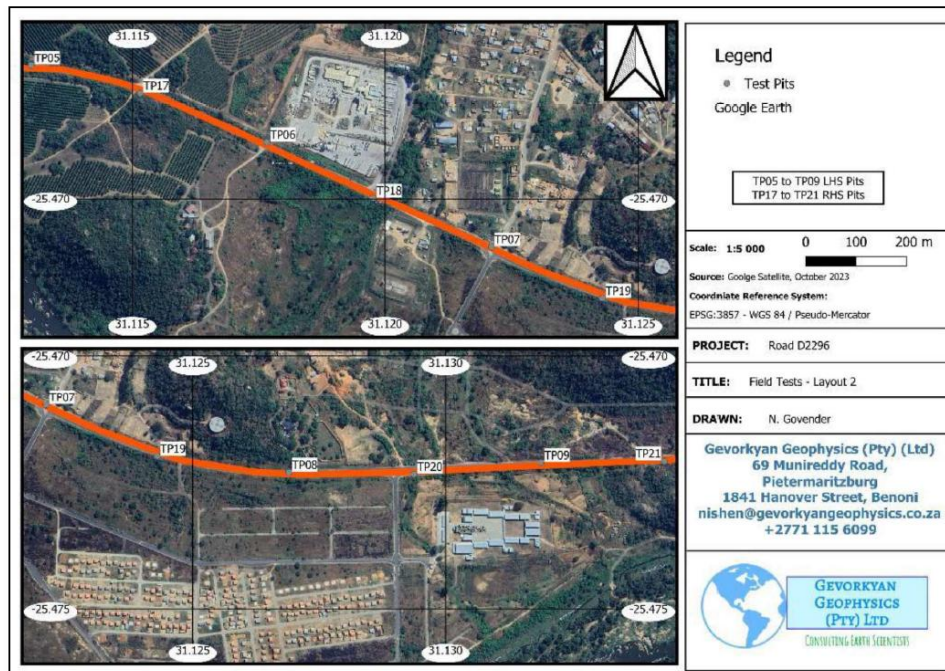 31.115
31.120
TP05
TP17
TP06
TP18
TP07
TP19
-25.470
-25.470
31.115
31.120
31.125
-25.470
31.125
31.130
-25.470
TP07
TP19
TP08
TP20
TP09
TP21
-25.475
-25.475
31.125
31.130
Legend
Test Pits
Google Earth
TP05 to TP09 LHS Pits
TP17 to TP21 RHS Pits
Scale: 1:5 000 0 100 200 m
Source: Goolge Satellite, October 2023
Coordniate Reference System:
EPSG:3857 - WGS 84 / Pseudo-Mercator
PROJECT: Road D2296
TITLE: Field Tests - Layout 2
DRAWN: N. Govender
Gevorkyan Geophysics (Pty) (Ltd)
69 Munireddy Road,
Pietermaritzburg
1841 Hanover Street, Benoni
nishen@gevorkyangeophysics.co.za
+2771 115 6099
GEVORKYAN
GEOPHYSICS
(PTY) LTD
CONSULTING EARTH SCIENTISTS